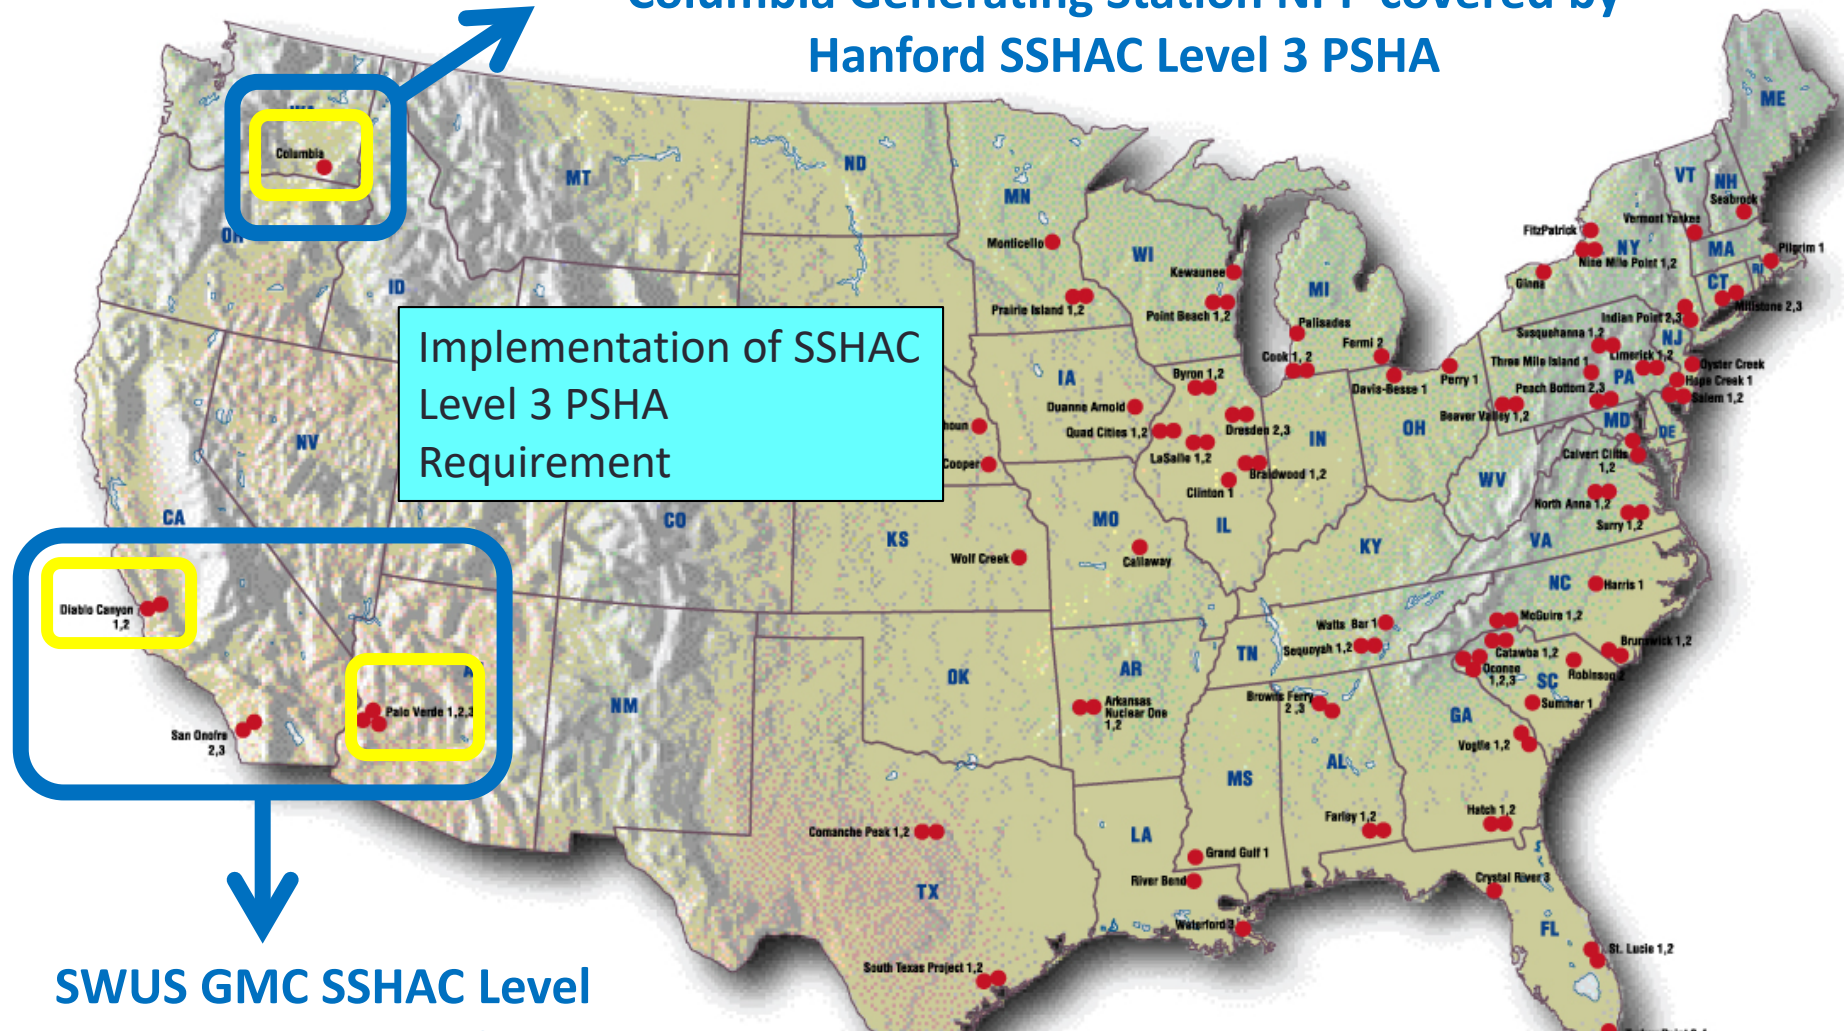 Columbia Generating Station NPP covered by
Hanford SSHAC Level 3 PSHA
ME
WA
Columbia
MT
ND
MN
VT
NH
Seabrook
Vermont Yankee
FitzPatrick
NY
MA
Pilgrim 1
OR
Monticello
WI
Nine Mile Point 1,2
RI
Kewaunee
ID
MI
Ginna
CT
Millstone 2,3
Prairie Island 1,2
Point Beach 1,2
Palisades
Indian Point 2,3
Implementation of SSHAC
Level 3 PSHA
Requirement
Fermi 2
Susquehanna 1,2
NJ
Cook 1, 2
Three Mile Island 1
Limerick 1,2
Oyster Creek
Byron 1,2
IA
Davis-Besse 1
Perry 1
Peach Bottom 2,3
PA
Hope Creek 1
Salem 1,2
Duanne Arnold
Beaver Valley 1,2
MD
DE
houn
Quad Cities 1,2
Dresden 2,3
IN
OH
NV
LaSalle 1,2
Calvert Cliffs
1,2
Cooper
Braidwood 1,2
WV
Clinton 1
North Anna 1,2
CA
CO
MO
IL
Surry 1,2
KS
KY
VA
Wolf Creek
Callaway
NC
Harris 1
Diablo Canyon
1,2
Watts Bar 1
McGuire 1,2
Sequoyah 1,2
TN
Brunswick 1,2
Catawba 1,2
Oconee
1,2,3
Robinson 2
A
OK
AR
SC
NM
Palo Verde 1,2,3
Arkansas
Nuclear One
1,2
Browns Ferry
2 ,3
Summer 1
GA
San Onofre
2,3
Vogtle 1,2
MS
AL
Hatch 1,2
Farley 1,2
Comanche Peak 1,2
LA
Grand Gulf 1
River Bend
Crystal River 3
TX
Waterford 3
FL
St. Lucie 1,2
South Texas Project 1,2
SWUS GMC SSHAC Level